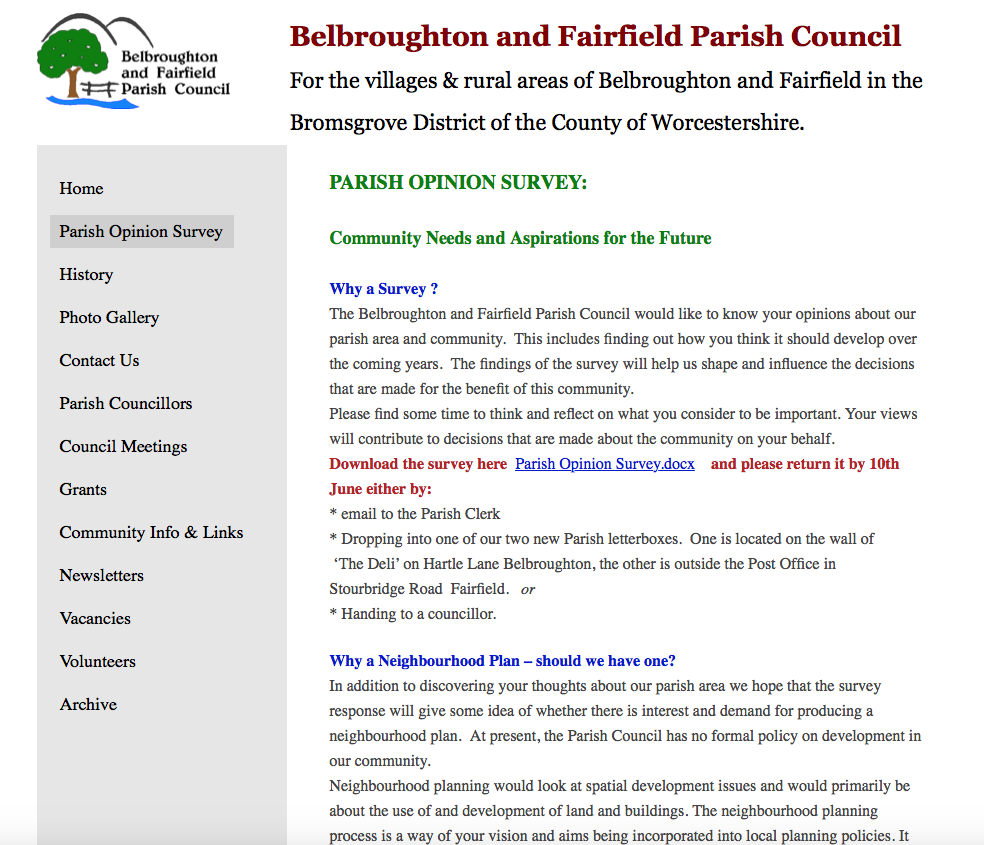 Belbroughton
and Fairfield
Parish Council
Belbroughton and Fairfield Parish Council
For the villages & rural areas of Belbroughton and Fairfield in the
Bromsgrove District of the County of Worcestershire.
Home
Parish Opinion Survey
History
Photo Gallery
Contact Us
Parish Councillors
Council Meetings
Grants
Community Info & Links
Newsletters
Vacancies
Volunteers
Archive
PARISH OPINION SURVEY:
Community Needs and Aspirations for the Future
Why a Survey ?
The Belbroughton and Fairfield Parish Council would like to know your opinions about our
parish area and community.  This includes finding out how you think it should develop over
the coming years.  The findings of the survey will help us shape and influence the decisions
that are made for the benefit of this community.
Please find some time to think and reflect on what you consider to be important. Your views
will contribute to decisions that are made about the community on your behalf.
Download the survey here  Parish Opinion Survey.docx    and please return it by 10th
June either by:
* email to the Parish Clerk
* Dropping into one of our two new Parish letterboxes.  One is located on the wall of
‘The Deli’ on Hartle Lane Belbroughton, the other is outside the Post Office in
Stourbridge Road  Fairfield.   or
* Handing to a councillor.
Why a Neighbourhood Plan – should we have one?
In addition to discovering your thoughts about our parish area we hope that the survey
response will give some idea of whether there is interest and demand for producing a
neighbourhood plan.  At present, the Parish Council has no formal policy on development in
our community.
Neighbourhood planning would look at spatial development issues and would primarily be
about the use of and development of land and buildings. The neighbourhood planning
process is a way of your vision and aims being incorporated into local planning policies. It